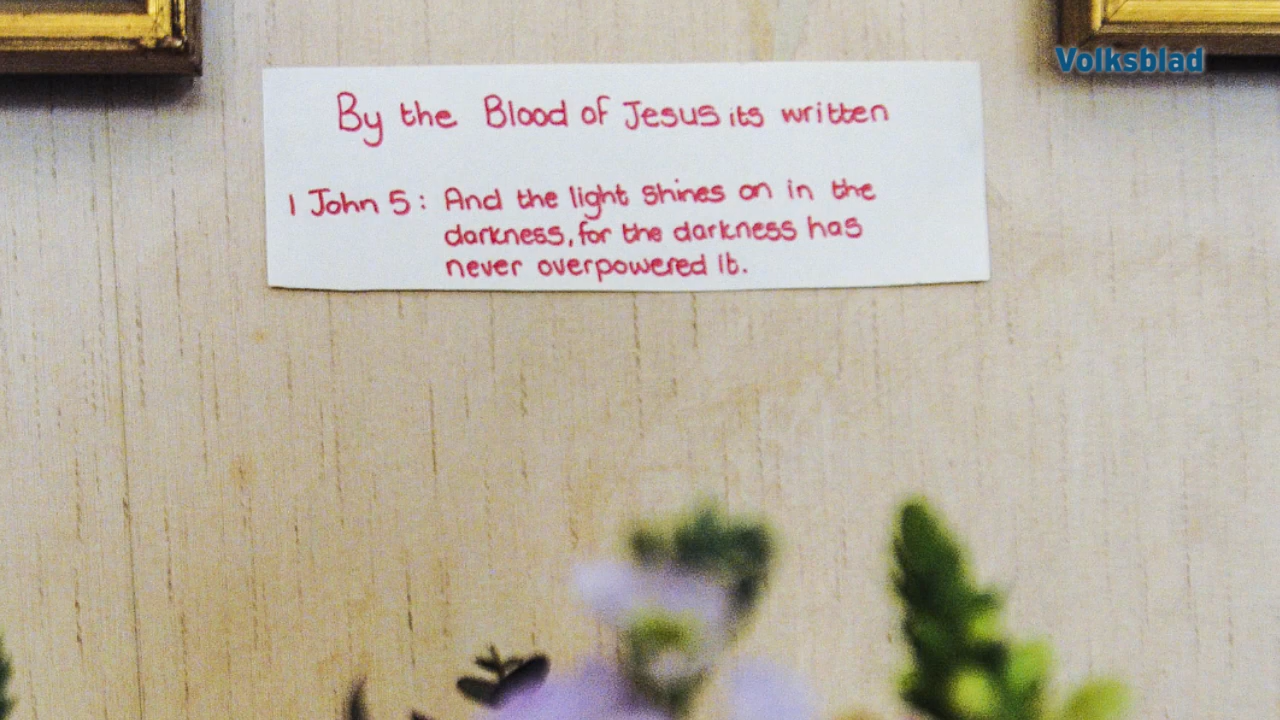 Volksblad
By the Blood of Jesus its written
1 John 5: And the light shines on in the
darkness, for the darkness has
never overpowered it.